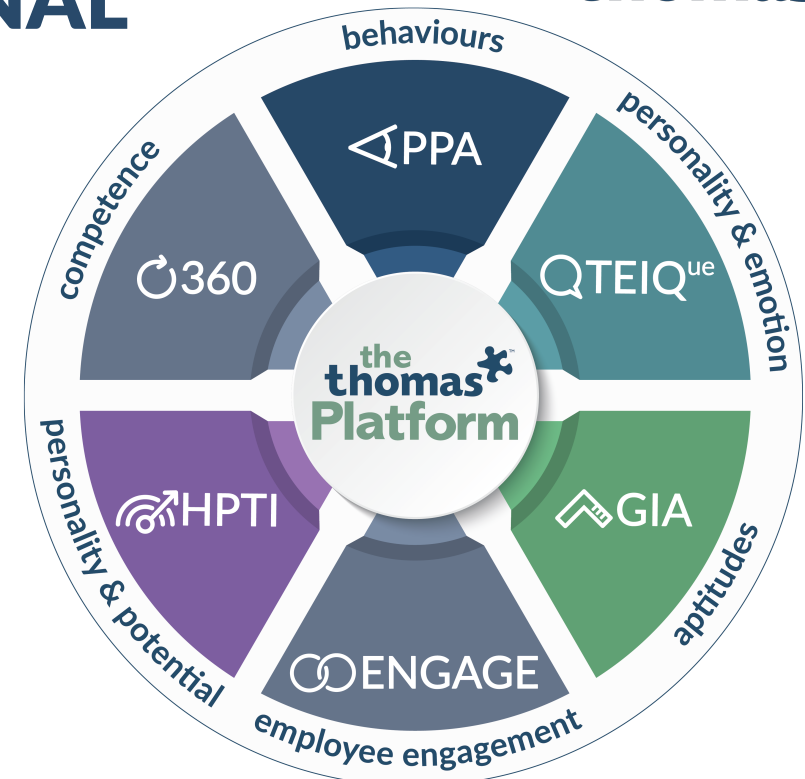 NAL
thomas
behaviours
PPA
personality & emotion
TEIQue
aptitudes
GIA
employee engagement
ENGAGE
personality & potential
HPTI
competence
360
the
thomas™
Platform